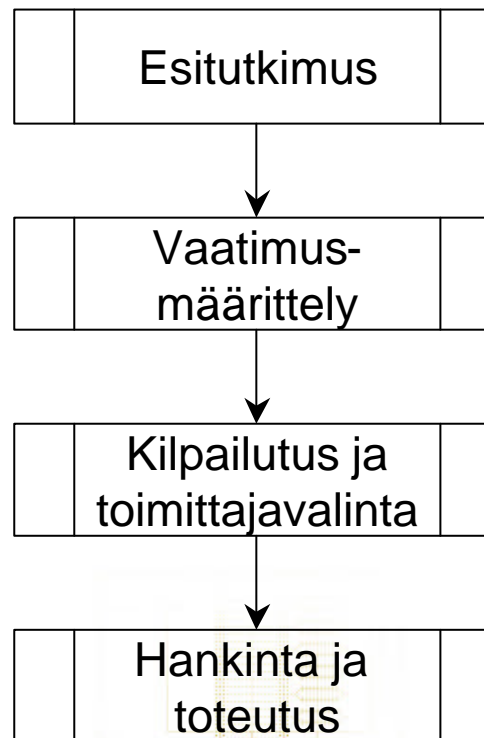 Esitutkimus
Vaatimus-
määrittely
Kilpailutus ja
toimittajavalinta
Hankinta ja
toteutus